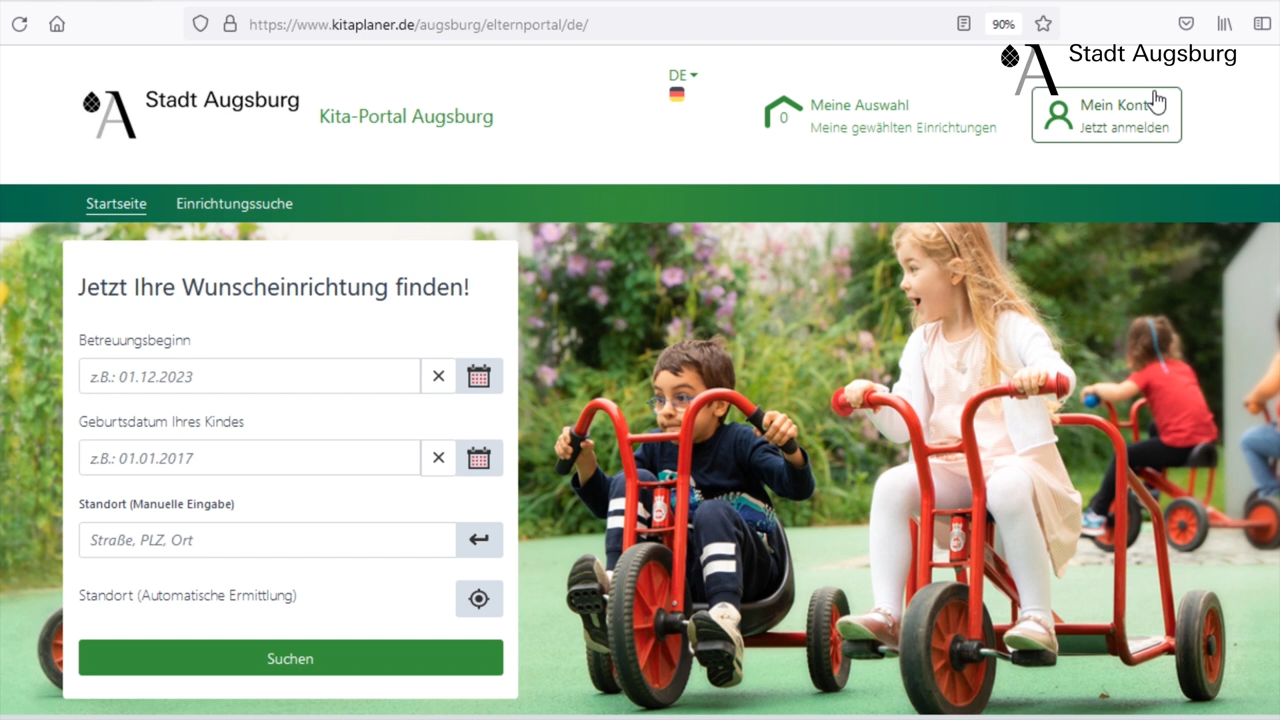 https://www.kitaplaner.de/augsburg/elternportal/de/
90%
Stadt Augsburg
DE
Stadt Augsburg
Kita-Portal Augsburg
0
Meine Auswahl
Meine gewählten Einrichtungen
Mein Kont
Jetzt anmelden
Startseite
Einrichtungssuche
Jetzt Ihre Wunscheinrichtung finden!
Betreuungsbeginn
z.B.: 01.12.2023
Geburtsdatum Ihres Kindes
z.B.: 01.01.2017
Standort (Manuelle Eingabe)
Straße, PLZ, Ort
Standort (Automatische Ermittlung)
Suchen